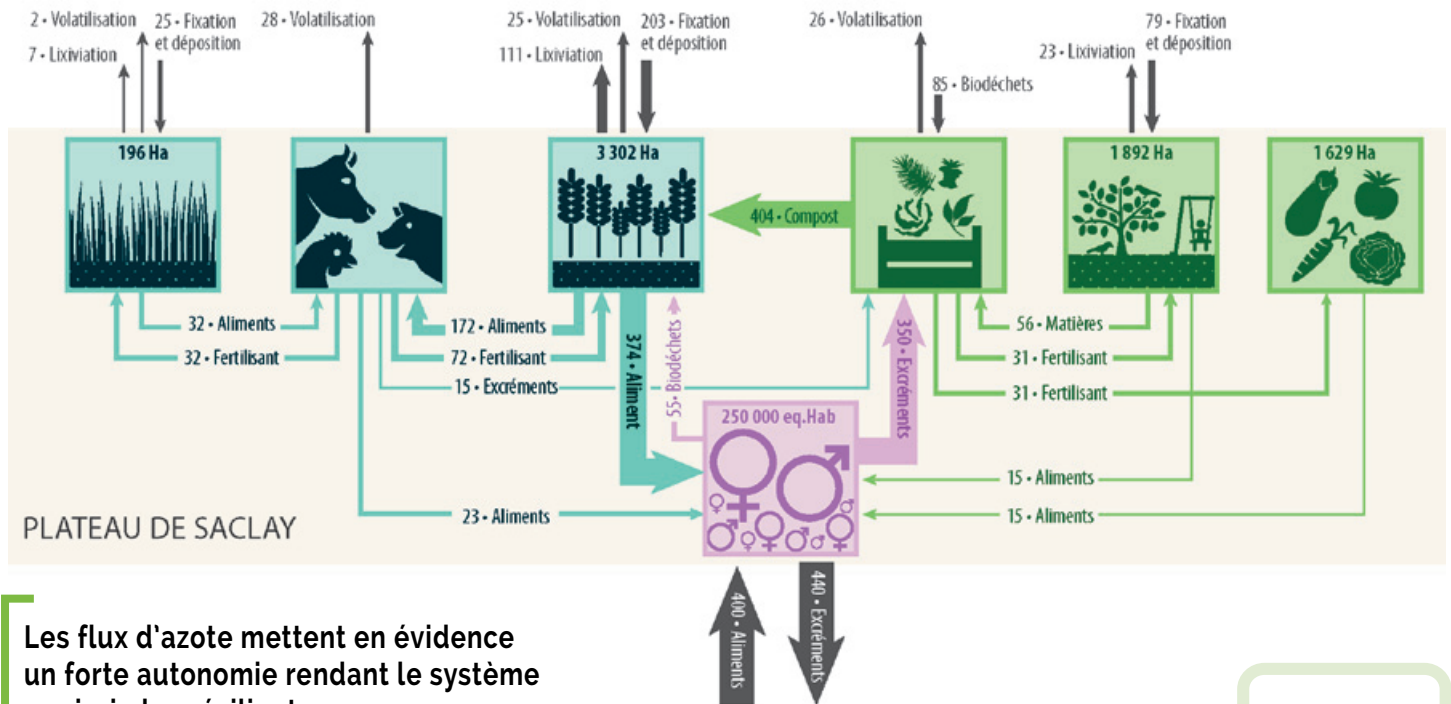 2 • Volatilisation
25 • Fixation
et déposition
7 • Lixiviation
28 • Volatilisation
25 • Volatilisation
203 • Fixation
et déposition
111 • Lixiviation
26 • Volatilisation
85 • Biodéchets
79 • Fixation
et déposition
23 • Lixiviation
196 Ha
3 302 Ha
1 892 Ha
1 629 Ha
404 • Compost
32 • Aliments
32 • Fertilisant
172 • Aliments
72 • Fertilisant
15 • Excréments
374 • Aliment
55 • Biodéchets
350 • Excréments
56 • Matières
31 • Fertilisant
31 • Fertilisant
250 000 eq.Hab
15 • Aliments
15 • Aliments
23 • Aliments
PLATEAU DE SACLAY
400 • Aliments
440 • Excréments
Les flux d'azote mettent en évidence
un forte autonomie rendant le système